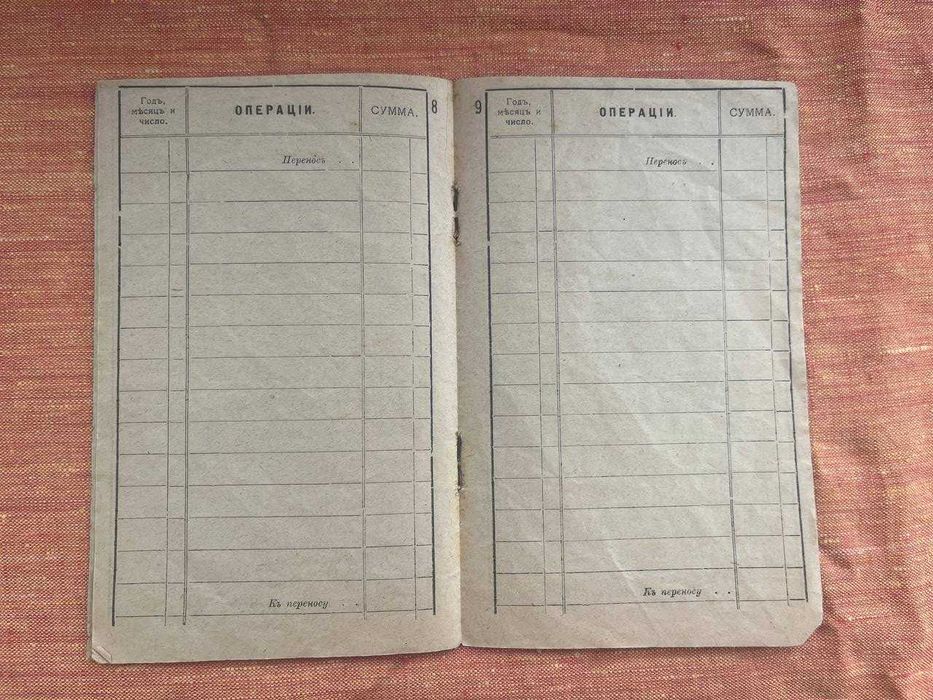 Годъ,
мѣсяцъ и
число.
ОПЕРАЦІИ.
СУММА.
8
Переносъ . .
Къ переносу . .
9
Годъ,
мѣсяцъ и
число.
ОПЕРАЦІИ.
СУММА.
Переносъ . .
Къ переносу . .